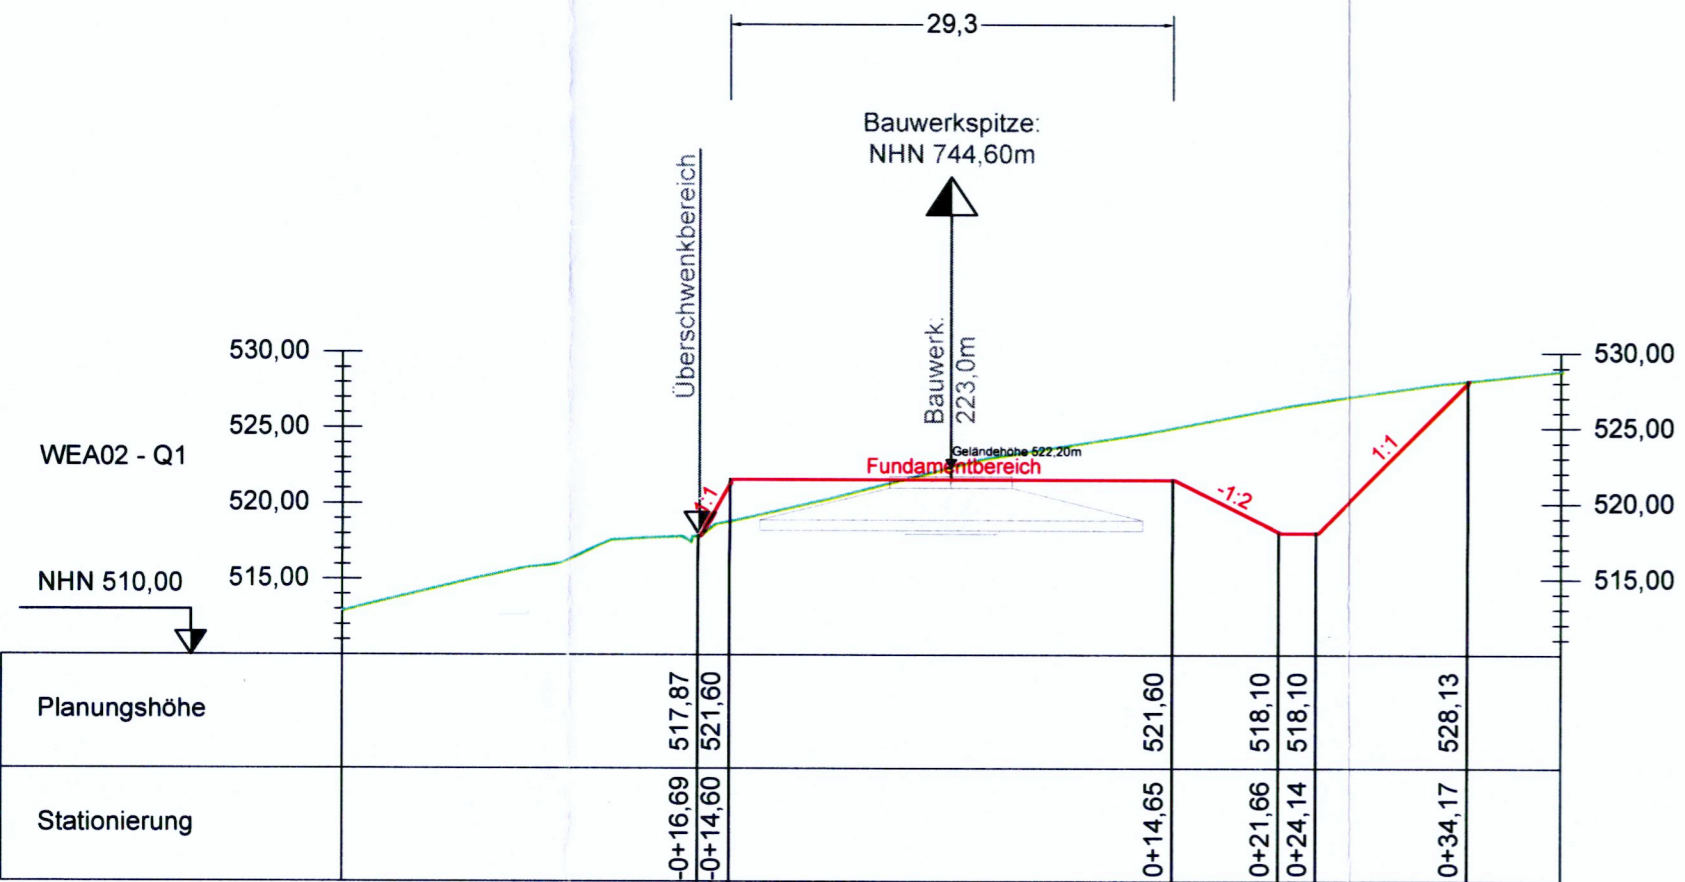 29,3
Bauwerkspitze:
NHN 744,60m
Überschwenkbereich
Bauwerk:
223,0m
530,00
525,00
520,00
515,00
530,00
525,00
520,00
515,00
WEA02 - Q1
NHN 510,00
Geländehöhe 522,20m
Fundamentbereich
1:1
-1:2
1:1
Planungshöhe
517,87
521,60
521,60
518,10
518,10
528,13
Stationierung
-0+16,69
-0+14,60
0+14,65
0+21,66
0+24,14
0+34,17